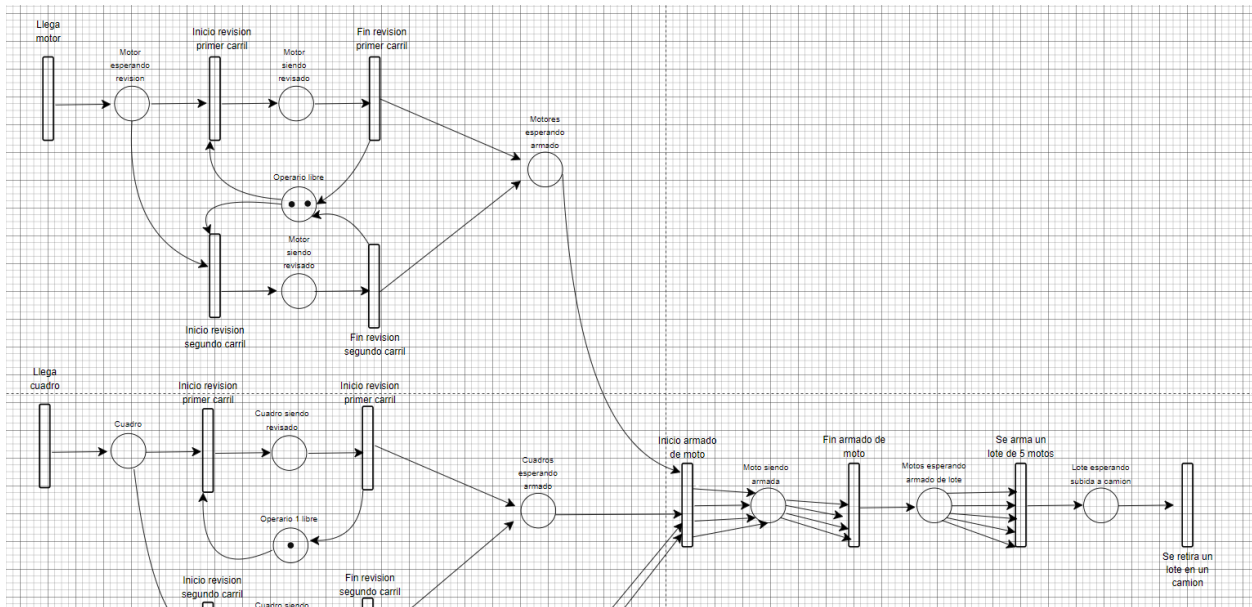 Llega
motor
Motor
esperando
revision
Inicio revision
primer carril
Motor
siendo
revisado
Fin revision
primer carril
Motores
esperando
armado
Operario libre
Motor
siendo
revisado
Inicio revision
segundo carril
Fin revision
segundo carril
Llega
cuadro
Cuadro
Inicio revision
primer carril
Cuadro siendo
revisado
Inicio revision
primer carril
Cuadros
esperando
armado
Operario 1 libre
Inicio revision
segundo carril
Cuadro siendo
Fin revision
segundo carril
Inicio armado
de moto
Moto siendo
armada
Fin armado de
moto
Motos esperando
armado de lote
Se arma un
lote de 5 motos
Lote esperando
subida a camion
Se retira un
lote en un
camion